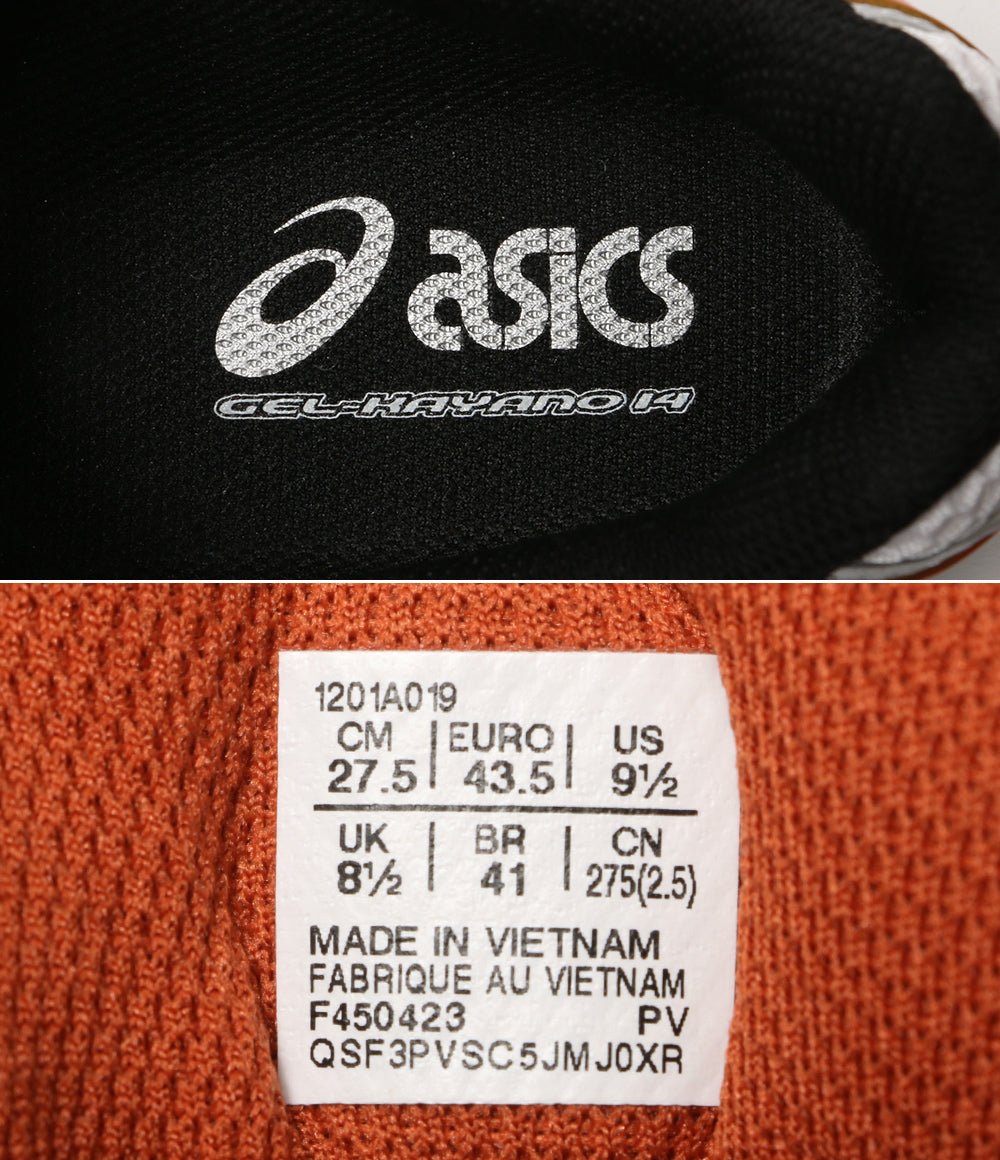 asics
GEL-KAYANO 14
1201A019
CM | EURO | US
27.5 | 43.5 | 9½
UK | BR | CN
8½ | 41 | 275(2.5)
MADE IN VIETNAM
FABRIQUE AU VIETNAM
F450423 PV
QSF3PVSC5JMJ0XR